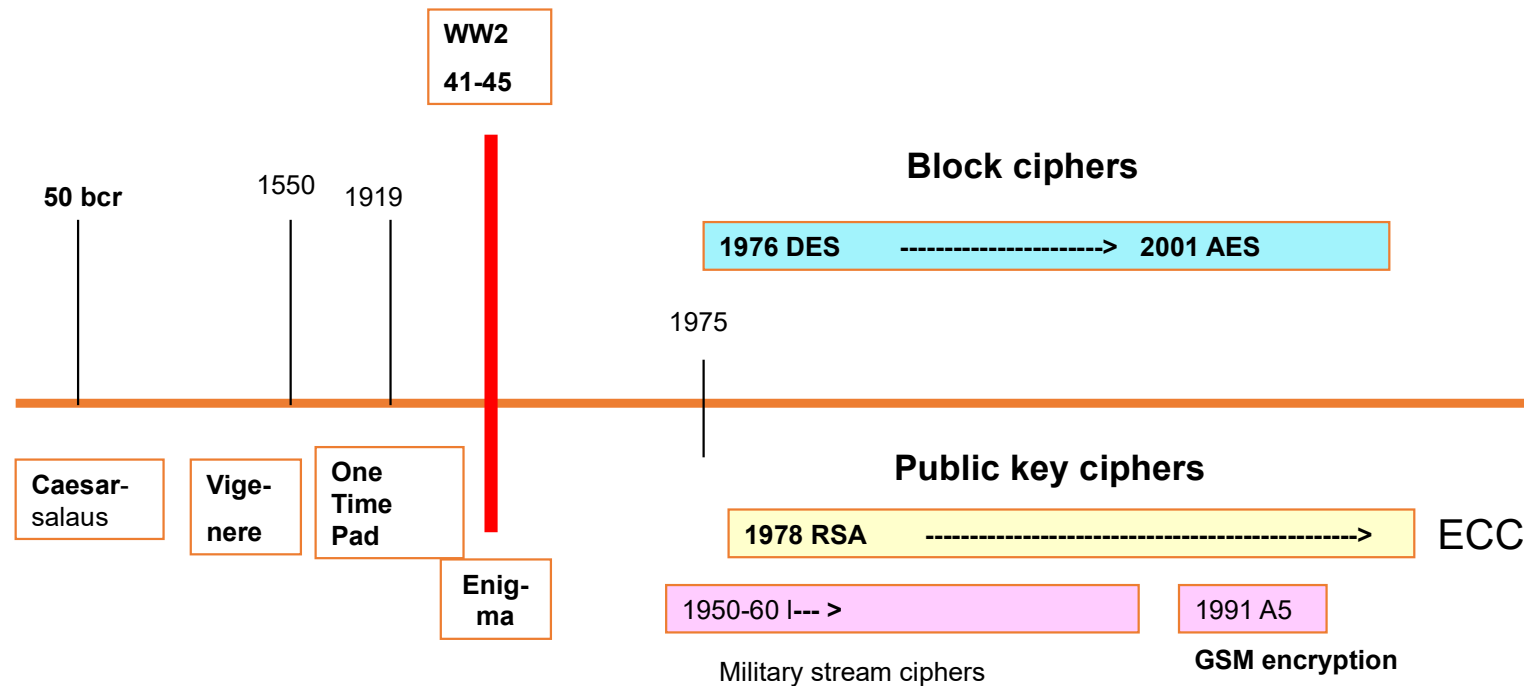 WW2
41-45
50 bcr
1550
1919
Block ciphers
1976 DES -----------------------> 2001 AES
1975
Caesar-
salaus
Vige-
nere
One
Time
Pad
Enig-
ma
Public key ciphers
1978 RSA -------------------------------------------------> ECC
1950-60 l--- >
1991 A5
Military stream ciphers
GSM encryption